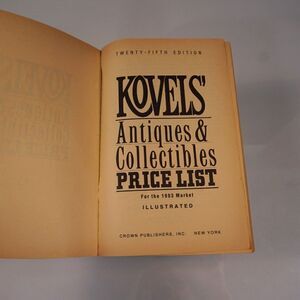 TWENTY-FIFTH EDITION
KOVELS'
Antiques &
Collectibles
PRICE LIST
For the 1993 Market
ILLUSTRATED
CROWN PUBLISHERS, INC. NEW YORK